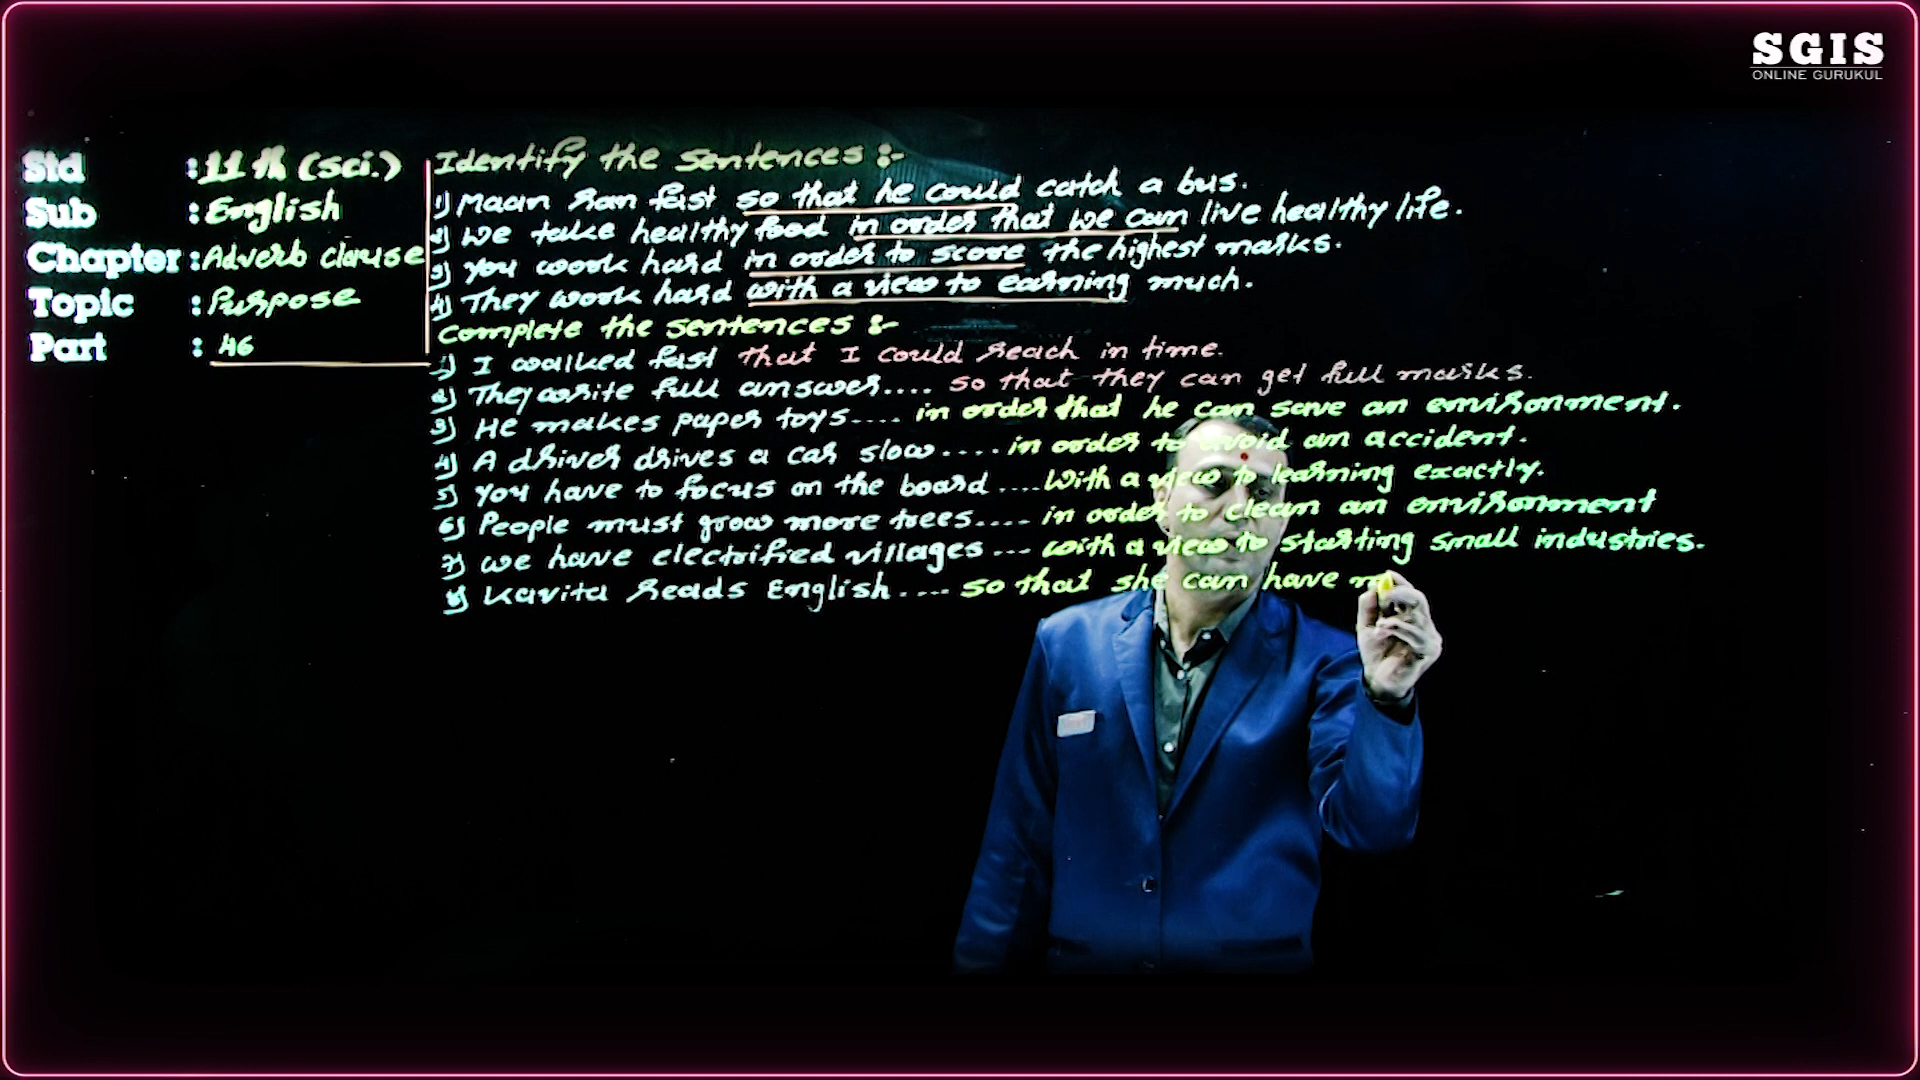 SGIS
ONLINE GURUKUL
Std : 11th (sci.)
Sub : English
Chapter : Adverb clause
Topic : Purpose
Part : 46
Identify the sentences :-
1) Maan ran fast so that he could catch a bus.
2) We take healthy food in order that we can live healthy life.
3) You work hard in order to score the highest marks.
4) They work hard with a view to earning much.
Complete the sentences :-
1) I walked fast that I could reach in time.
2) They write full answer.... so that they can get full marks.
3) He makes paper toys.... in order that he can save an environment.
4) A driver drives a car slow.... in order to avoid an accident.
5) You have to focus on the board .... With a view to learning exactly.
6) People must grow more trees.... in order to clean an environment
7) we have electrified villages ... with a view to starting small industries.
8) Kavita reads English.... so that she can have